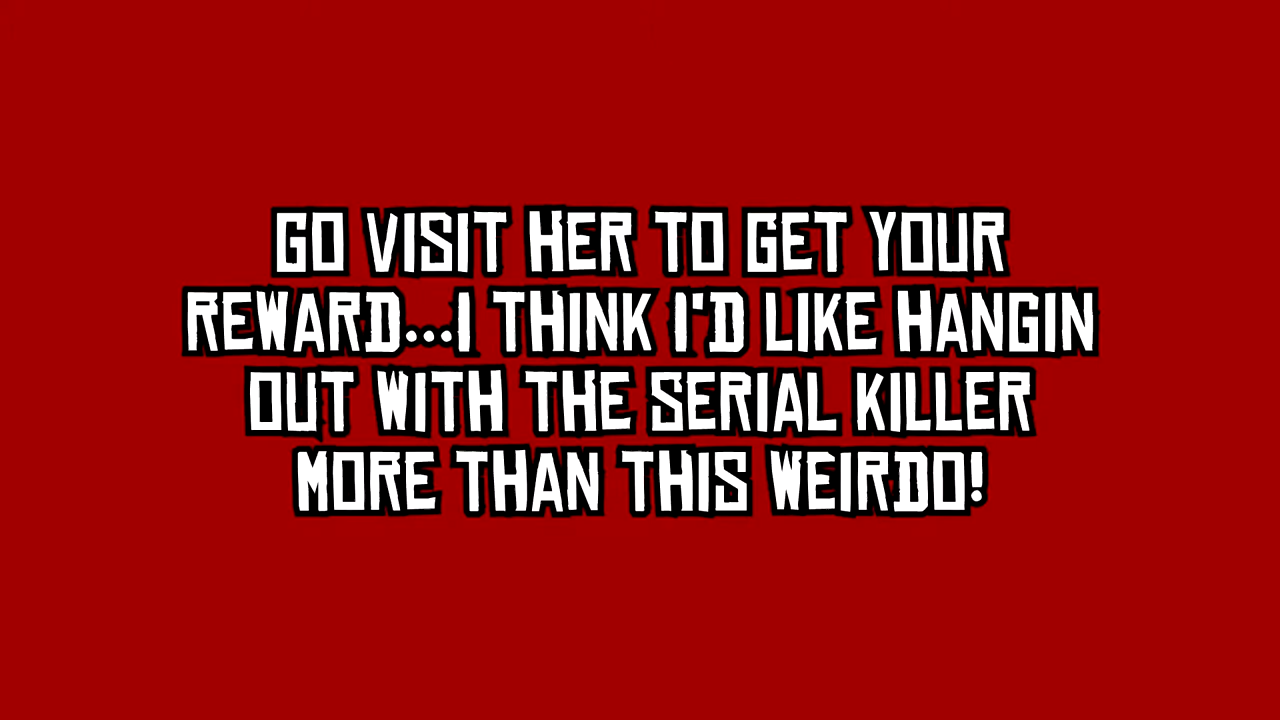 GO VISIT HER TO GET YOUR
REWARD...I THINK I'D LIKE HANGIN
OUT WITH THE SERIAL KILLER
MORE THAN THIS WEIRDO!